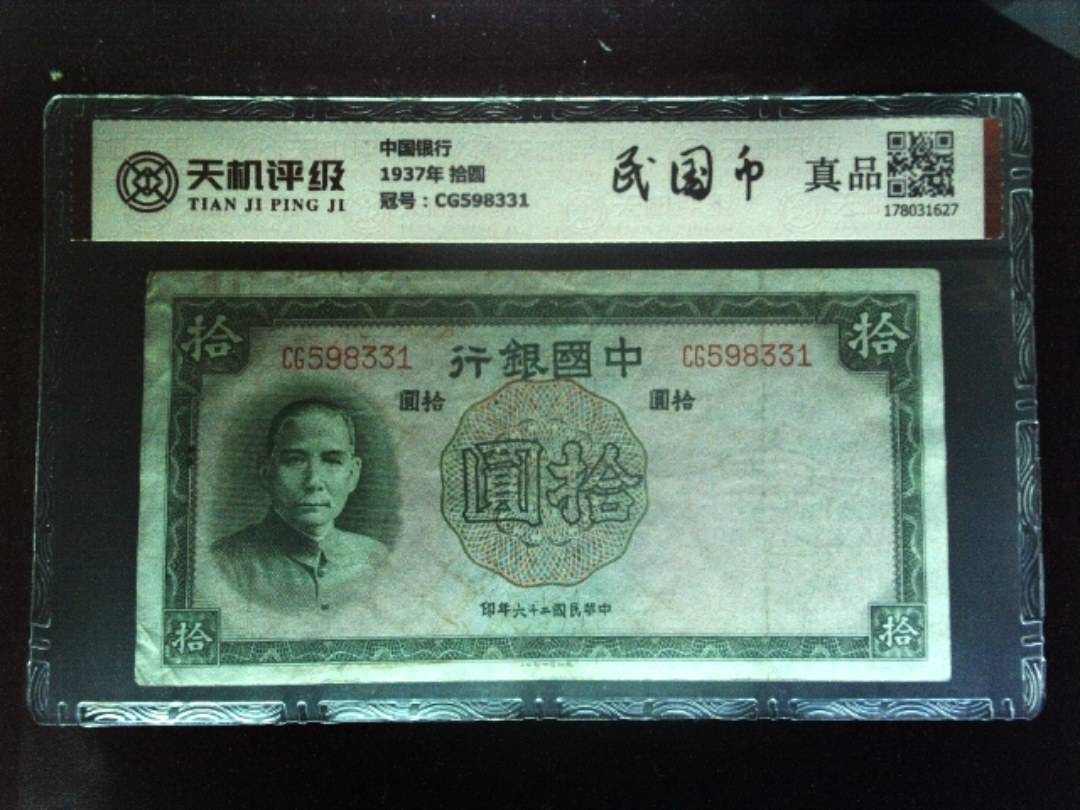 天机评级
TIAN JI PING JI
中国银行
1937年 拾圆
冠号：CG598331
民国币
真品
178031627
拾
拾
CG598331
行銀國中
CG598331
圓拾
圓拾
圓拾
印年六十二國民華中
拾
拾